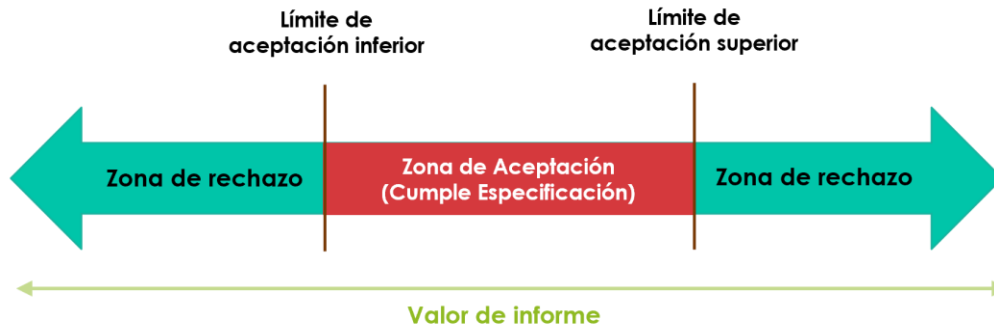 Límite de
aceptación inferior
Límite de
aceptación superior
Zona de rechazo
Zona de Aceptación
(Cumple Especificación)
Zona de rechazo
Valor de informe